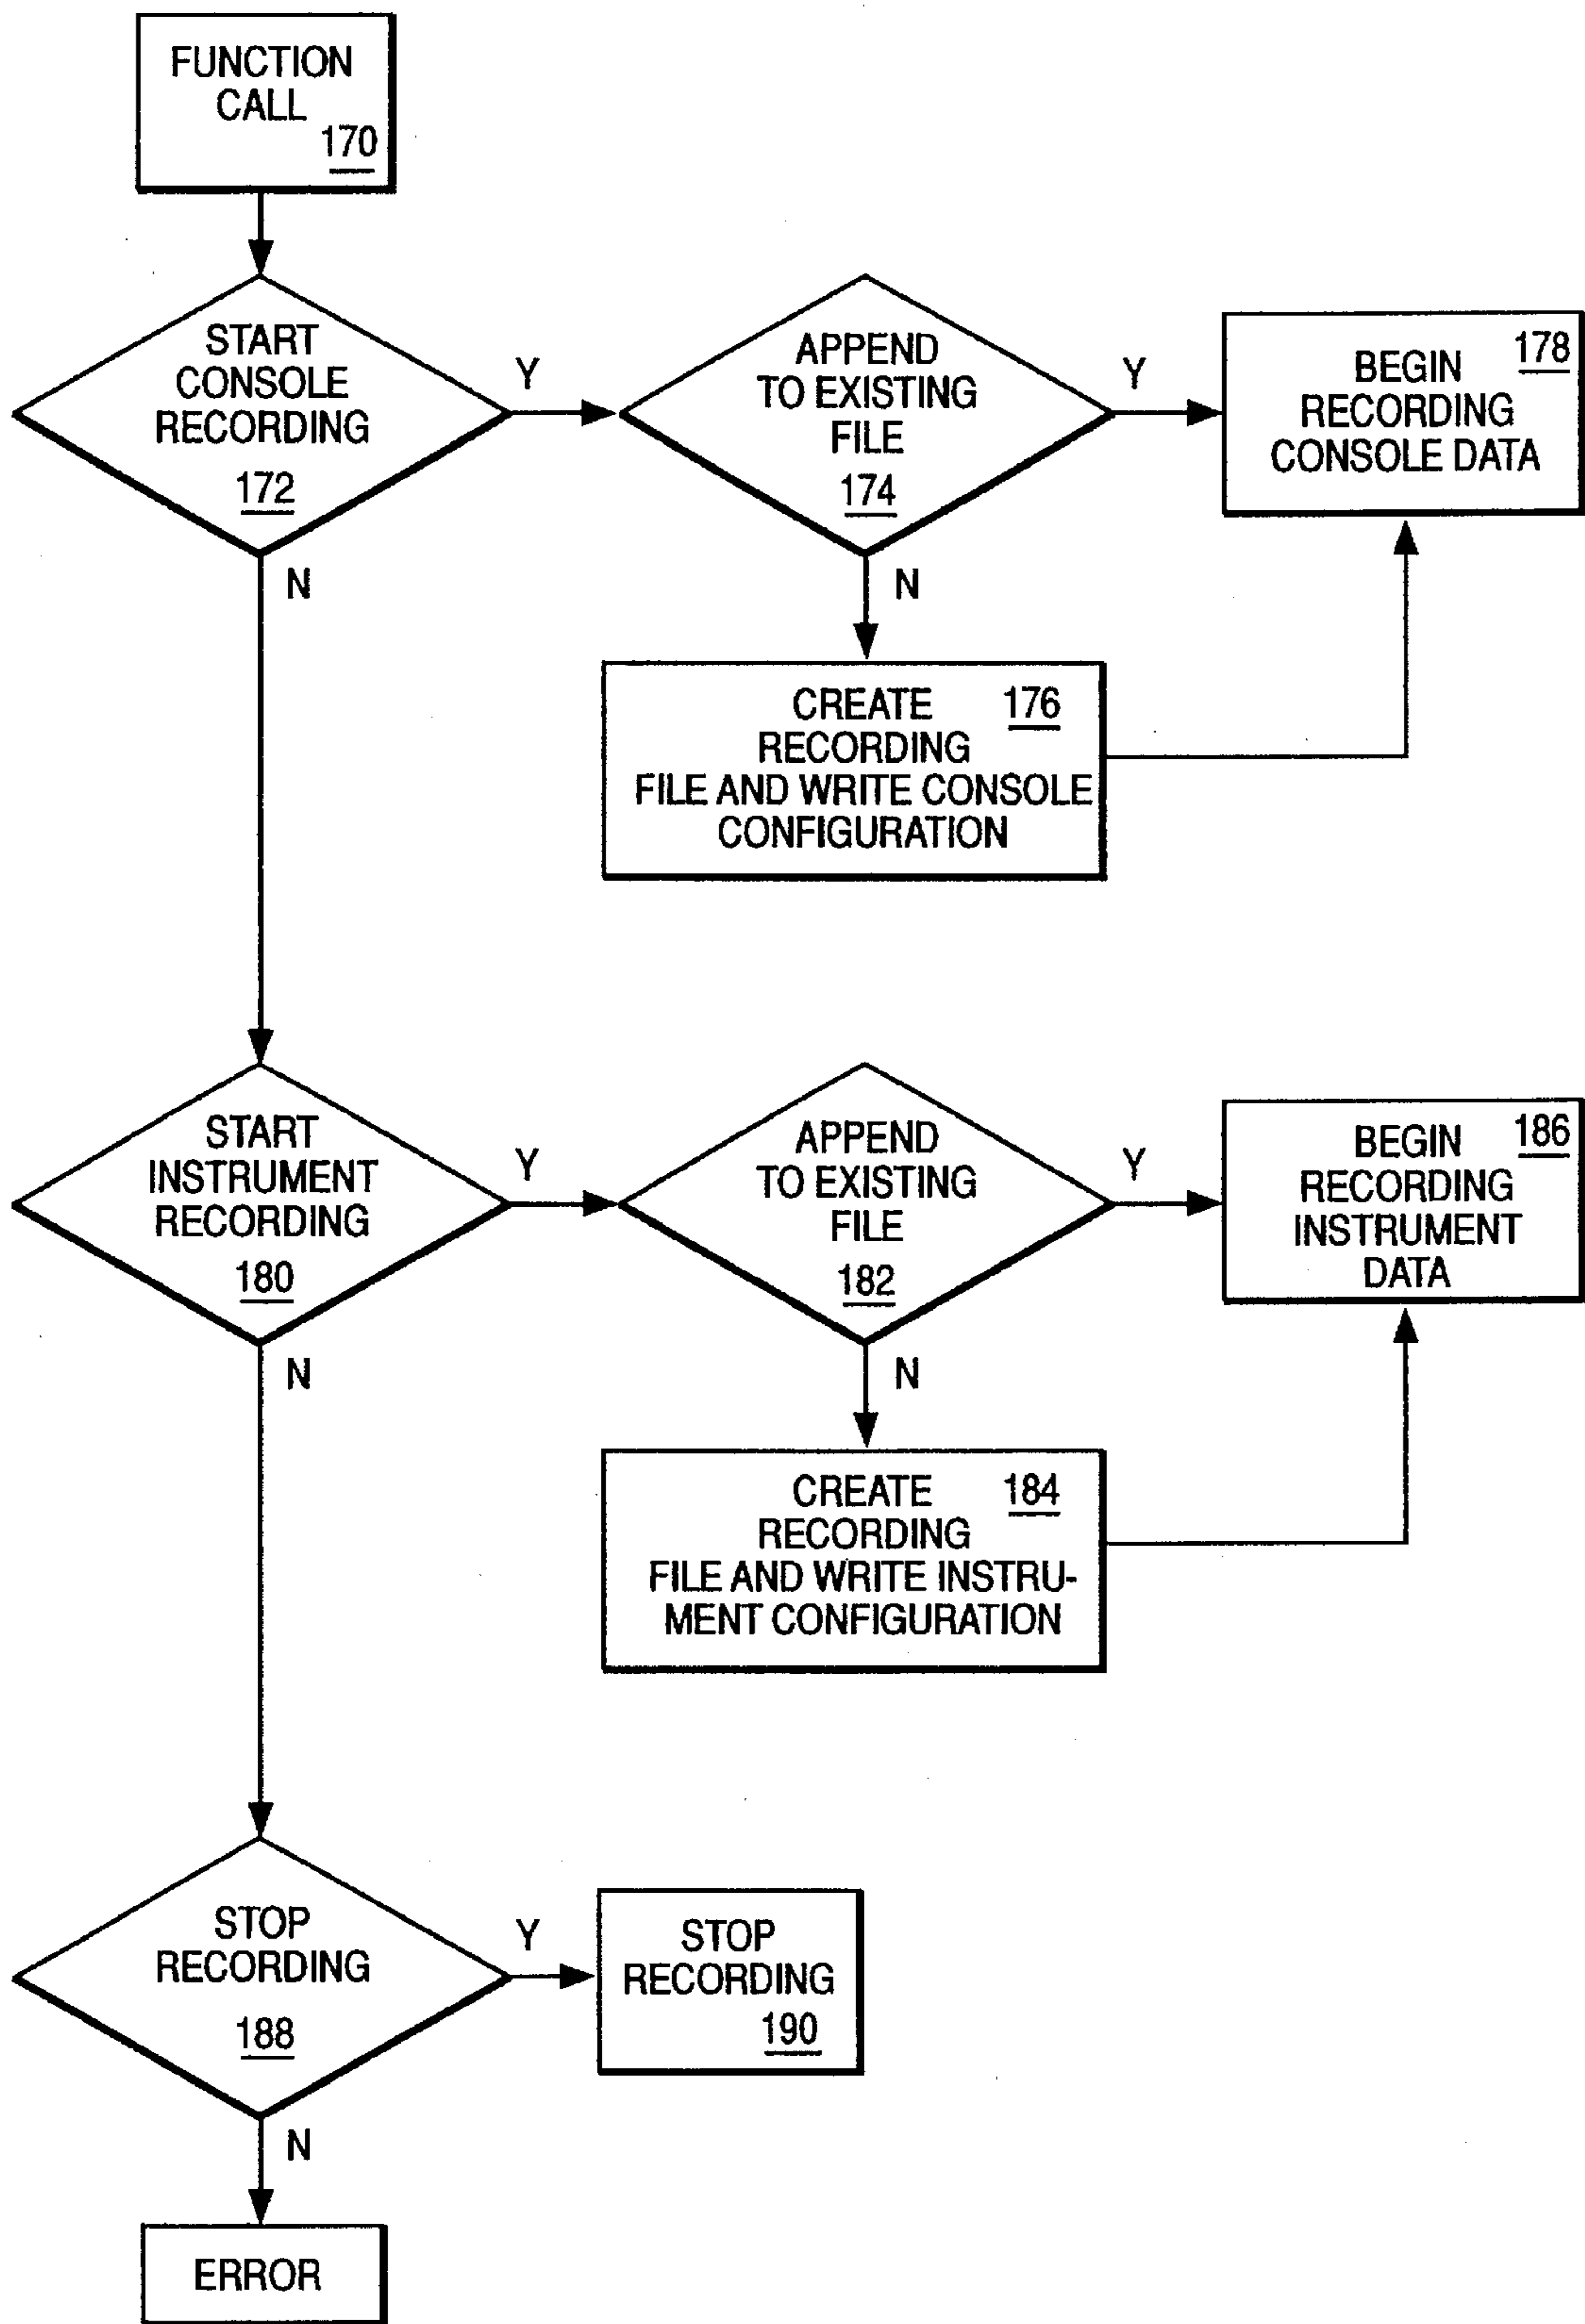 FUNCTION
CALL
170
START
CONSOLE
RECORDING
172
Y
N
APPEND
TO EXISTING
FILE
174
Y
N
BEGIN
178
RECORDING
CONSOLE DATA
CREATE
176
RECORDING
FILE AND WRITE CONSOLE
CONFIGURATION
START
INSTRUMENT
RECORDING
180
Y
N
APPEND
TO EXISTING
FILE
182
Y
N
BEGIN
186
RECORDING
INSTRUMENT
DATA
CREATE
184
RECORDING
FILE AND WRITE INSTRU-
MENT CONFIGURATION
STOP
RECORDING
188
Y
N
STOP
RECORDING
190
ERROR